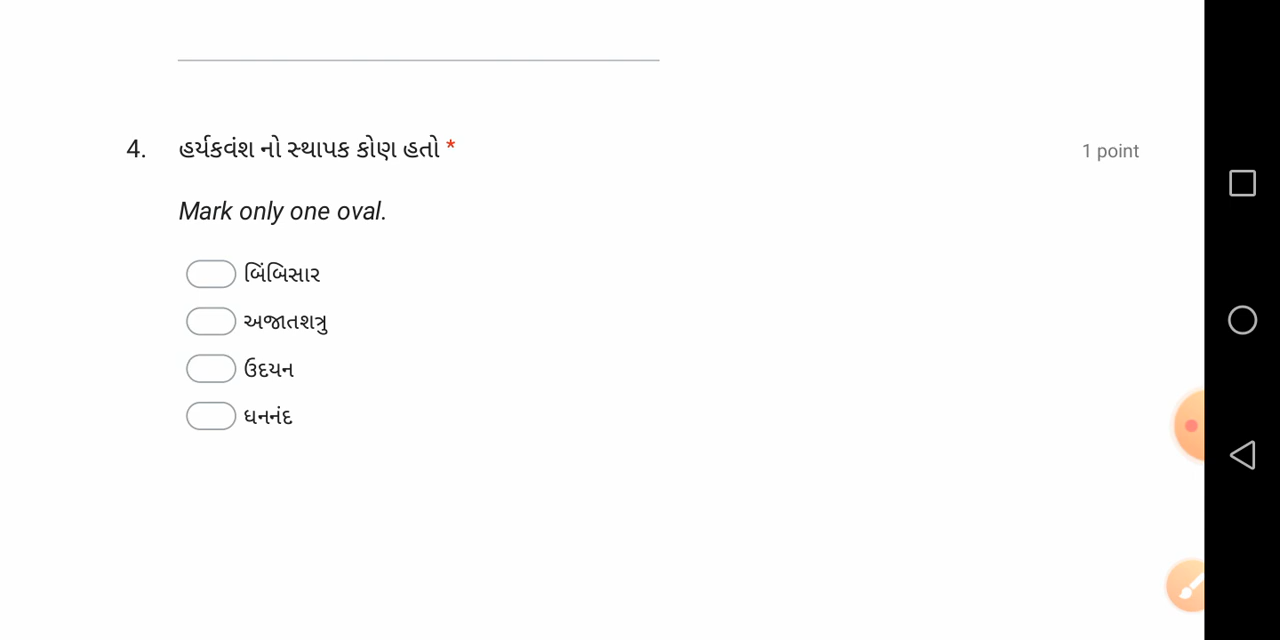 4. હર્યકવંશ નો સ્થાપક કોણ હતો * 1 point
Mark only one oval.
બિંબિસાર
અજાતશત્રુ
ઉદયન
ધનનંદ